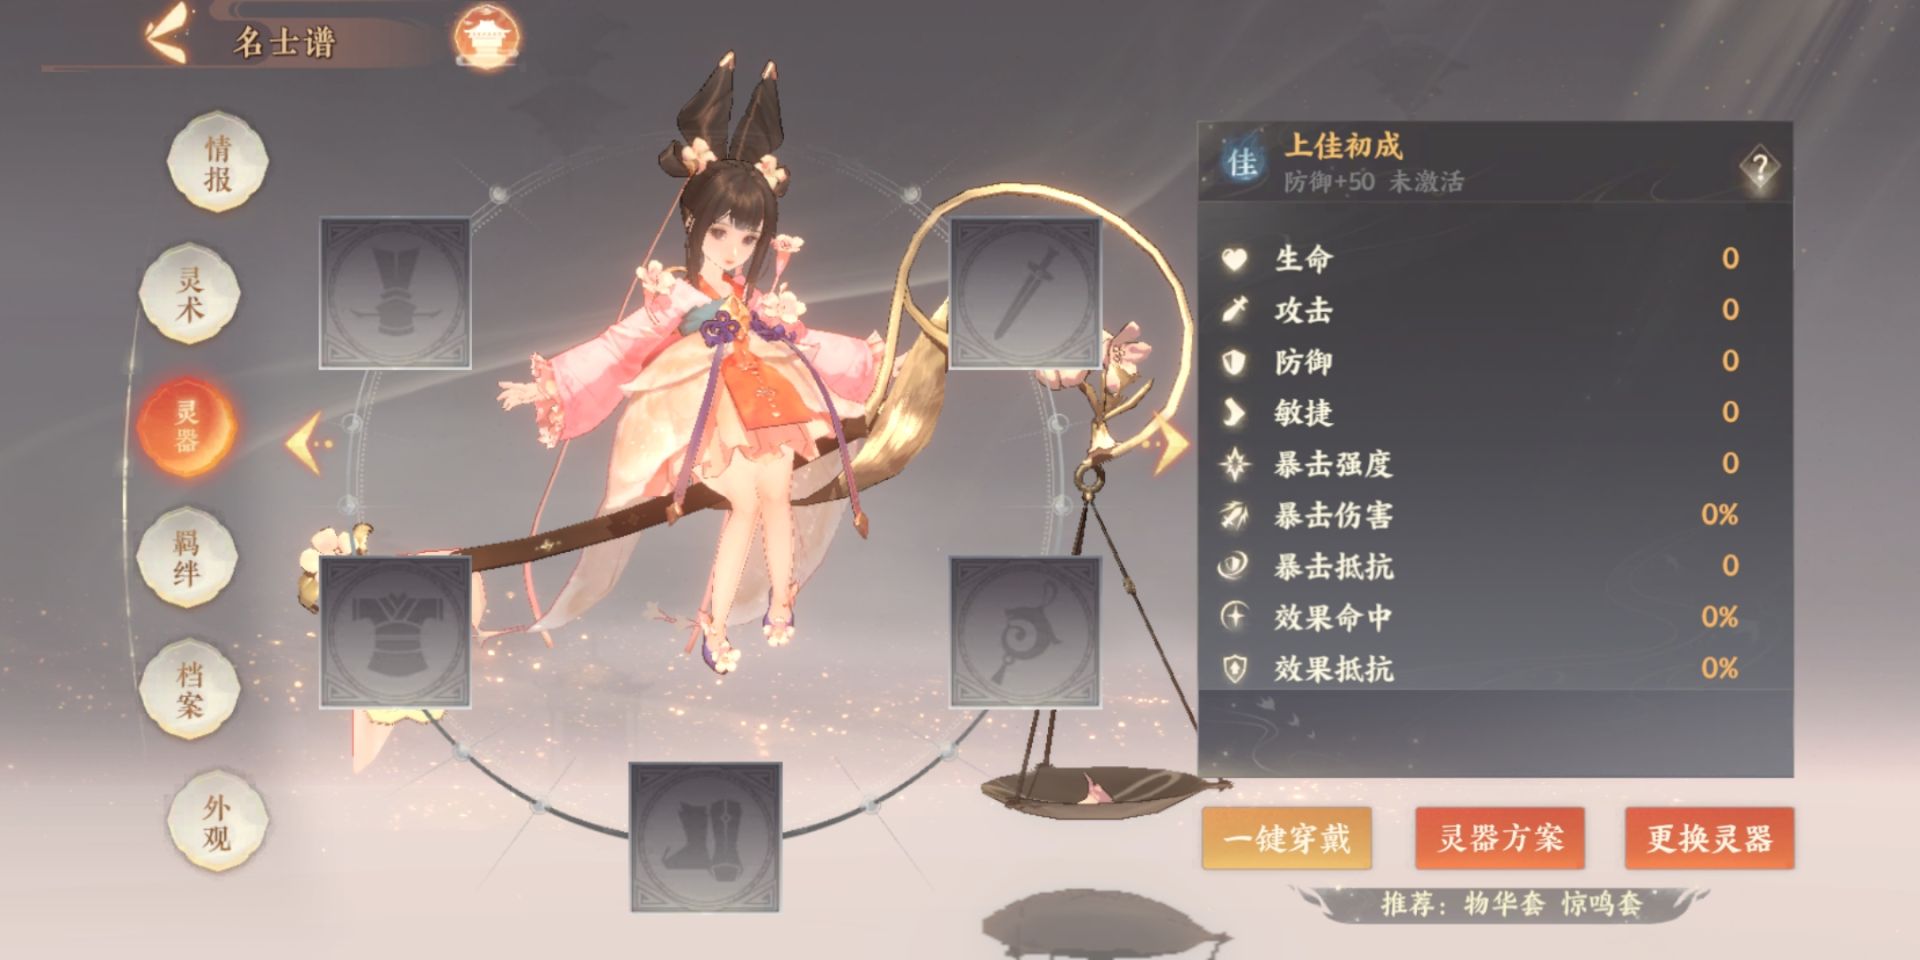 名士谱
情报
灵术
灵器
羁绊
档案
外观
佳
上佳初成
防御+50 未激活
?
生命 0
攻击 0
防御 0
敏捷 0
暴击强度 0
暴击伤害 0%
暴击抵抗 0
效果命中 0%
效果抵抗 0%
一键穿戴
灵器方案
更换灵器
推荐：物华套 惊鸣套